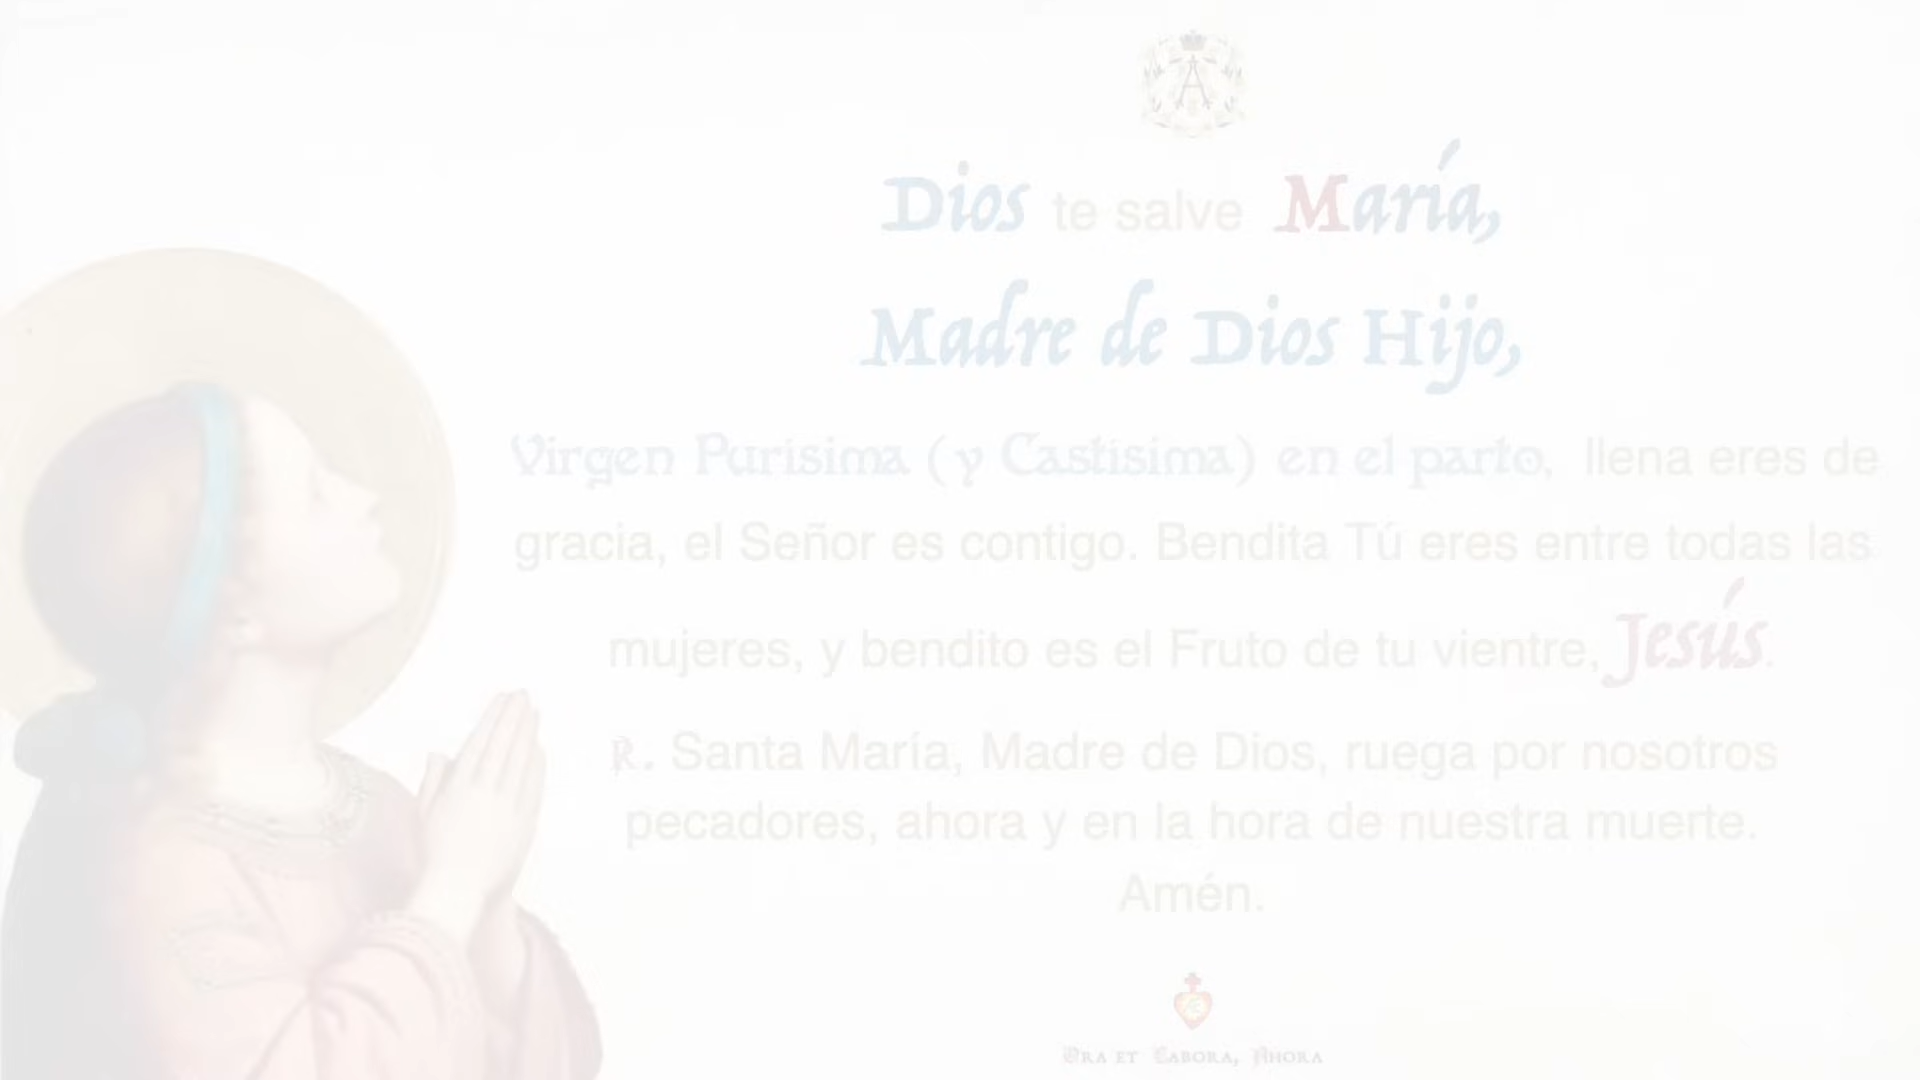 A
Dios te salve María,
Madre de Dios Hijo,
Virgen Purísima (y Castísima) en el parto, llena eres de
gracia, el Señor es contigo. Bendita Tú eres entre todas las
mujeres, y bendito es el Fruto de tu vientre, Jesús.
℟. Santa María, Madre de Dios, ruega por nosotros
pecadores, ahora y en la hora de nuestra muerte.
Amén.
Ora et Labora, Ahora